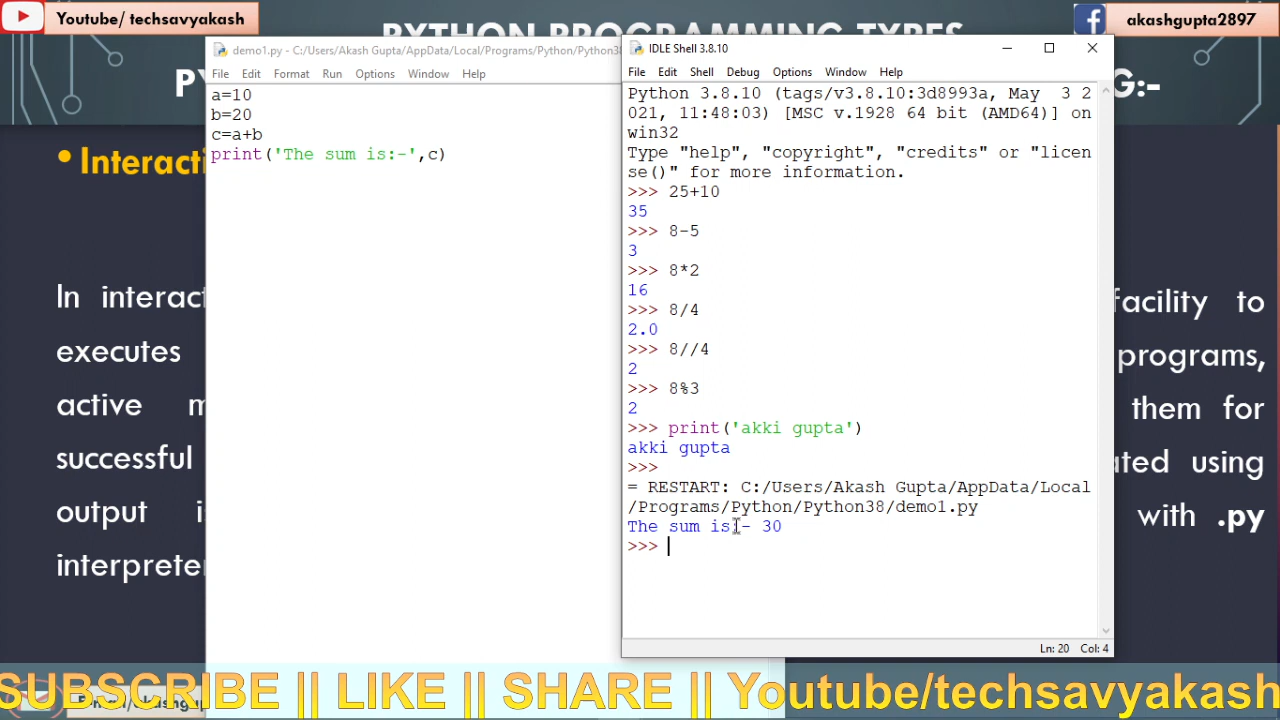 Youtube/ techsavyakash
PYTHON PROGRAMMING TYPES
akashgupta2897
demo1.py - C:/Users/Akash Gupta/AppData/Local/Programs/Python/Python38
File Edit Format Run Options Window Help
a=10
b=20
c=a+b
print('The sum is:-',c)
IDLE Shell 3.8.10
File Edit Shell Debug Options Window Help
Python 3.8.10 (tags/v3.8.10:3d8993a, May  3 2
021, 11:48:03) [MSC v.1928 64 bit (AMD64)] on
win32
Type "help", "copyright", "credits" or "licen
se()" for more information.
>>> 25+10
35
>>> 8-5
3
>>> 8*2
16
>>> 8/4
2.0
>>> 8//4
2
>>> 8%3
2
>>> print('akki gupta')
akki gupta
>>>
= RESTART: C:/Users/Akash Gupta/AppData/Local
/Programs/Python/Python38/demo1.py
The sum is:- 30
>>>
Ln: 20 Col: 4
PY
G:-
• Interacti
In interac
executes
active m
successful
output i
interprete
facility to
programs,
them for
ated using
with .py
SUBSCRIBE || LIKE || SHARE || Youtube/techsavyakash